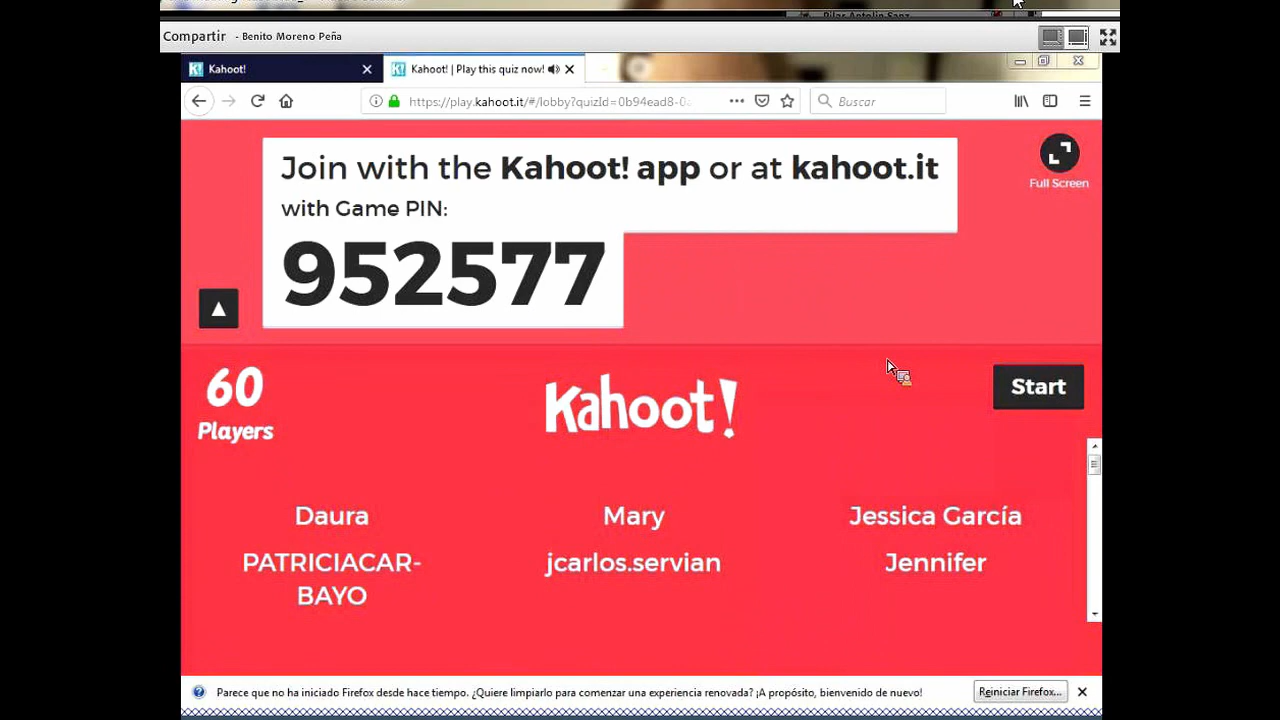 Compartir - Benito Moreno Peña
Kahoot!
Kahoot! | Play this quiz now!
https://play.kahoot.it/#/lobby?quizId=0b94ead8-0
Buscar
Join with the Kahoot! app or at kahoot.it
with Game PIN:
952577
Full Screen
60
Players
Kahoot!
Start
Daura
Mary
Jessica García
PATRICIACAR-
BAYO
jcarlos.servian
Jennifer
Parece que no ha iniciado Firefox desde hace tiempo. ¿Quiere limpiarlo para comenzar una experiencia renovada? ¡A propósito, bienvenido de nuevo!
Reiniciar Firefox...